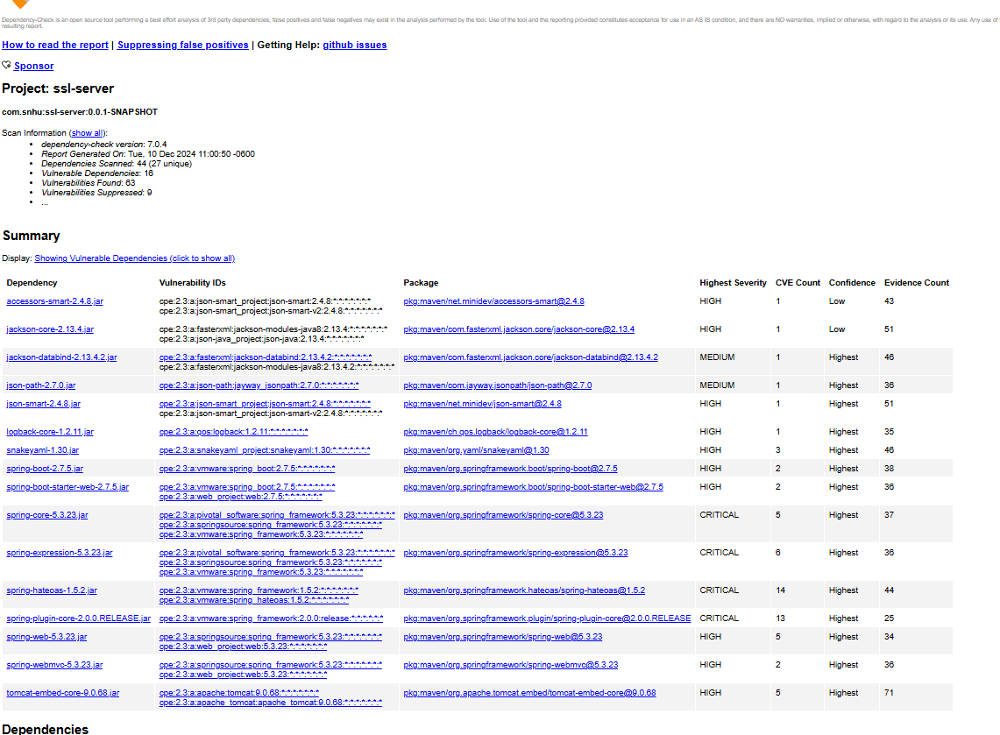 Dependency-Check is an open source tool performing a best effort analysis of 3rd party dependencies; false positives and false negatives may exist in the analysis performed by the tool. Use of the tool and the reporting provided constitutes acceptance for use in an AS IS condition, and there are NO warranties, implied or otherwise, with regard to the analysis or its use. Any use of
resulting report.
How to read the report | Suppressing false positives | Getting Help: github issues
Sponsor
Project: ssl-server
com.snhu:ssl-server:0.0.1-SNAPSHOT
Scan Information (show all):
• dependency-check version: 7.0.4
• Report Generated On: Tue, 10 Dec 2024 11:00:50 -0600
• Dependencies Scanned: 44 (27 unique)
• Vulnerable Dependencies: 16
• Vulnerabilities Found: 63
• Vulnerabilities Suppressed: 9
• ...
Summary
Display: Showing Vulnerable Dependencies (click to show all)
Dependency Vulnerability IDs Package Highest Severity CVE Count Confidence Evidence Count
accessors-smart-2.4.8.jar cpe:2.3:a:json-smart_project:json-smart:2.4.8:*:*:*:*:*:*:* pkg:maven/net.minidev/accessors-smart@2.4.8 HIGH 1 Low 43
cpe:2.3:a:json-smart_project:json-smart-v2:2.4.8:*:*:*:*:*:*:*
jackson-core-2.13.4.jar cpe:2.3:a:fasterxml:jackson-modules-java8:2.13.4:*:*:*:*:*:*:* pkg:maven/com.fasterxml.jackson.core/jackson-core@2.13.4 HIGH 1 Low 51
cpe:2.3:a:json-java_project:json-java:2.13.4:*:*:*:*:*:*:*
jackson-databind-2.13.4.2.jar cpe:2.3:a:fasterxml:jackson-databind:2.13.4.2:*:*:*:*:*:*:* pkg:maven/com.fasterxml.jackson.core/jackson-databind@2.13.4.2 MEDIUM 1 Highest 46
cpe:2.3:a:fasterxml:jackson-modules-java8:2.13.4.2:*:*:*:*:*:*:*
json-path-2.7.0.jar cpe:2.3:a:json-path:jayway_jsonpath:2.7.0:*:*:*:*:*:*:* pkg:maven/com.jayway.jsonpath/json-path@2.7.0 MEDIUM 1 Highest 36
json-smart-2.4.8.jar cpe:2.3:a:json-smart_project:json-smart:2.4.8:*:*:*:*:*:*:* pkg:maven/net.minidev/json-smart@2.4.8 HIGH 1 Highest 51
cpe:2.3:a:json-smart_project:json-smart-v2:2.4.8:*:*:*:*:*:*:*
logback-core-1.2.11.jar cpe:2.3:a:qos:logback:1.2.11:*:*:*:*:*:*:* pkg:maven/ch.qos.logback/logback-core@1.2.11 HIGH 1 Highest 35
snakeyaml-1.30.jar cpe:2.3:a:snakeyaml_project:snakeyaml:1.30:*:*:*:*:*:*:* pkg:maven/org.yaml/snakeyaml@1.30 HIGH 3 Highest 46
spring-boot-2.7.5.jar cpe:2.3:a:vmware:spring_boot:2.7.5:*:*:*:*:*:*:* pkg:maven/org.springframework.boot/spring-boot@2.7.5 HIGH 2 Highest 38
spring-boot-starter-web-2.7.5.jar cpe:2.3:a:vmware:spring_boot:2.7.5:*:*:*:*:*:*:* pkg:maven/org.springframework.boot/spring-boot-starter-web@2.7.5 HIGH 2 Highest 36
cpe:2.3:a:web_project:web:2.7.5:*:*:*:*:*:*:*
spring-core-5.3.23.jar cpe:2.3:a:pivotal_software:spring_framework:5.3.23:*:*:*:*:*:*:* pkg:maven/org.springframework/spring-core@5.3.23 CRITICAL 5 Highest 37
cpe:2.3:a:springsource:spring_framework:5.3.23:*:*:*:*:*:*:*
cpe:2.3:a:vmware:spring_framework:5.3.23:*:*:*:*:*:*:*
spring-expression-5.3.23.jar cpe:2.3:a:pivotal_software:spring_framework:5.3.23:*:*:*:*:*:*:* pkg:maven/org.springframework/spring-expression@5.3.23 CRITICAL 6 Highest 36
cpe:2.3:a:springsource:spring_framework:5.3.23:*:*:*:*:*:*:*
cpe:2.3:a:vmware:spring_framework:5.3.23:*:*:*:*:*:*:*
spring-hateoas-1.5.2.jar cpe:2.3:a:vmware:spring_framework:1.5.2:*:*:*:*:*:*:* pkg:maven/org.springframework.hateoas/spring-hateoas@1.5.2 CRITICAL 14 Highest 44
cpe:2.3:a:vmware:spring_hateoas:1.5.2:*:*:*:*:*:*:*
spring-plugin-core-2.0.0.RELEASE.jar cpe:2.3:a:vmware:spring_framework:2.0.0:release:*:*:*:*:*:* pkg:maven/org.springframework.plugin/spring-plugin-core@2.0.0.RELEASE CRITICAL 13 Highest 25
spring-web-5.3.23.jar cpe:2.3:a:springsource:spring_framework:5.3.23:*:*:*:*:*:*:* pkg:maven/org.springframework/spring-web@5.3.23 HIGH 5 Highest 34
cpe:2.3:a:web_project:web:5.3.23:*:*:*:*:*:*:*
spring-webmvc-5.3.23.jar cpe:2.3:a:springsource:spring_framework:5.3.23:*:*:*:*:*:*:* pkg:maven/org.springframework/spring-webmvc@5.3.23 HIGH 2 Highest 36
cpe:2.3:a:web_project:web:5.3.23:*:*:*:*:*:*:*
tomcat-embed-core-9.0.68.jar cpe:2.3:a:apache:tomcat:9.0.68:*:*:*:*:*:*:* pkg:maven/org.apache.tomcat.embed/tomcat-embed-core@9.0.68 HIGH 5 Highest 71
cpe:2.3:a:apache_tomcat:apache_tomcat:9.0.68:*:*:*:*:*:*:*
Dependencies